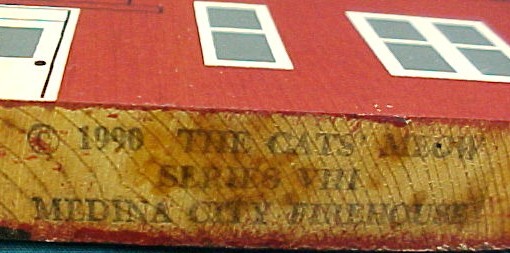 © 1990 THE CATS MEOW
SERIES VIII
MEDINA CITY FIREHOUSE